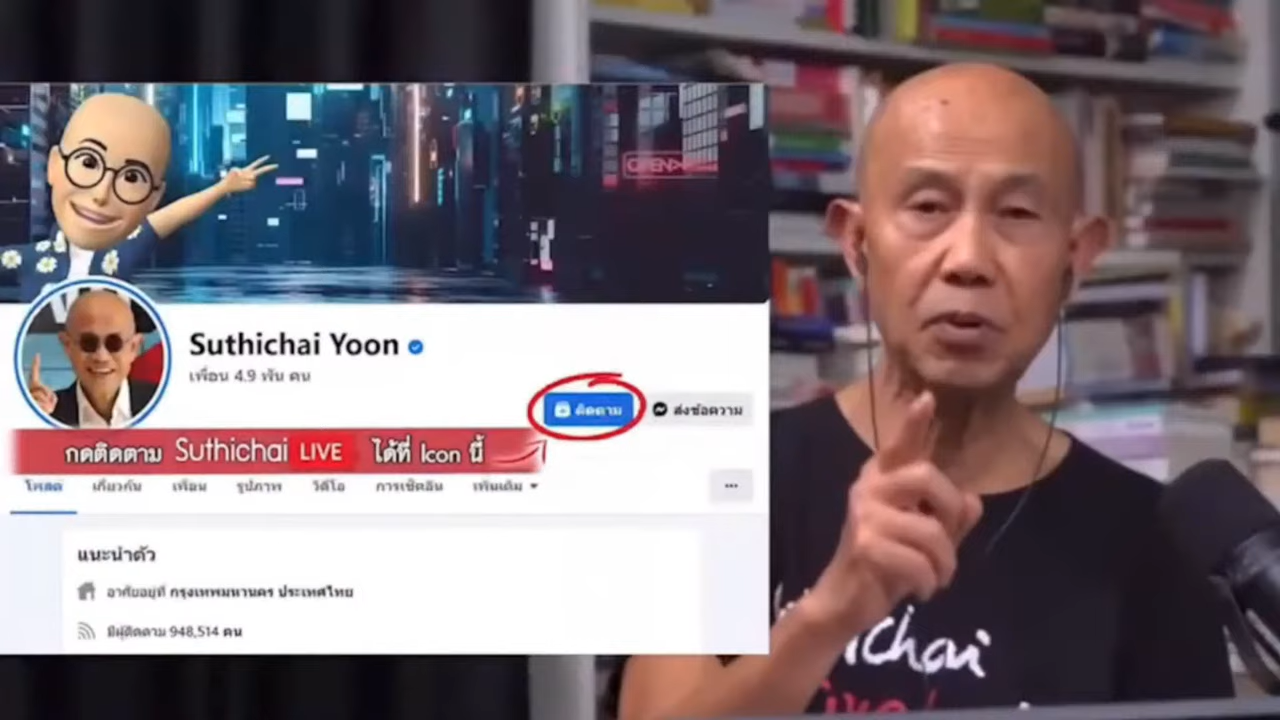 OPEN
Suthichai Yoon
เพื่อน 4.9 พัน คน
ติดตาม
ส่งข้อความ
กดติดตาม Suthichai LIVE ได้ที่ Icon นี้
โพสต์ เกี่ยวกับ เพื่อน รูปภาพ วิดีโอ การเช็คอิน เพิ่มเติม
...
แนะนำตัว
อาศัยอยู่ที่ กรุงเทพมหานคร ประเทศไทย
มีผู้ติดตาม 948,514 คน